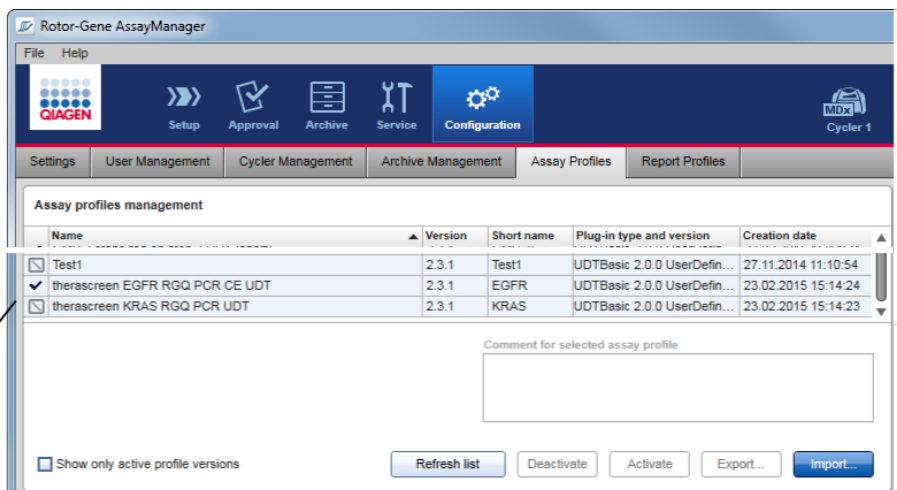 Rotor-Gene AssayManager
File Help
QIAGEN
Setup Approval Archive Service Configuration
MDx
Cycler 1
Settings User Management Cycler Management Archive Management Assay Profiles Report Profiles
Assay profiles management
Name Version Short name Plug-in type and version Creation date
Test1 2.3.1 Test1 UDTBasic 2.0.0 UserDefin... 27.11.2014 11:10:54
therascreen EGFR RGQ PCR CE UDT 2.3.1 EGFR UDTBasic 2.0.0 UserDefin... 23.02.2015 15:14:24
therascreen KRAS RGQ PCR UDT 2.3.1 KRAS UDTBasic 2.0.0 UserDefin... 23.02.2015 15:14:23
Comment for selected assay profile
Show only active profile versions Refresh list Deactivate Activate Export... Import...